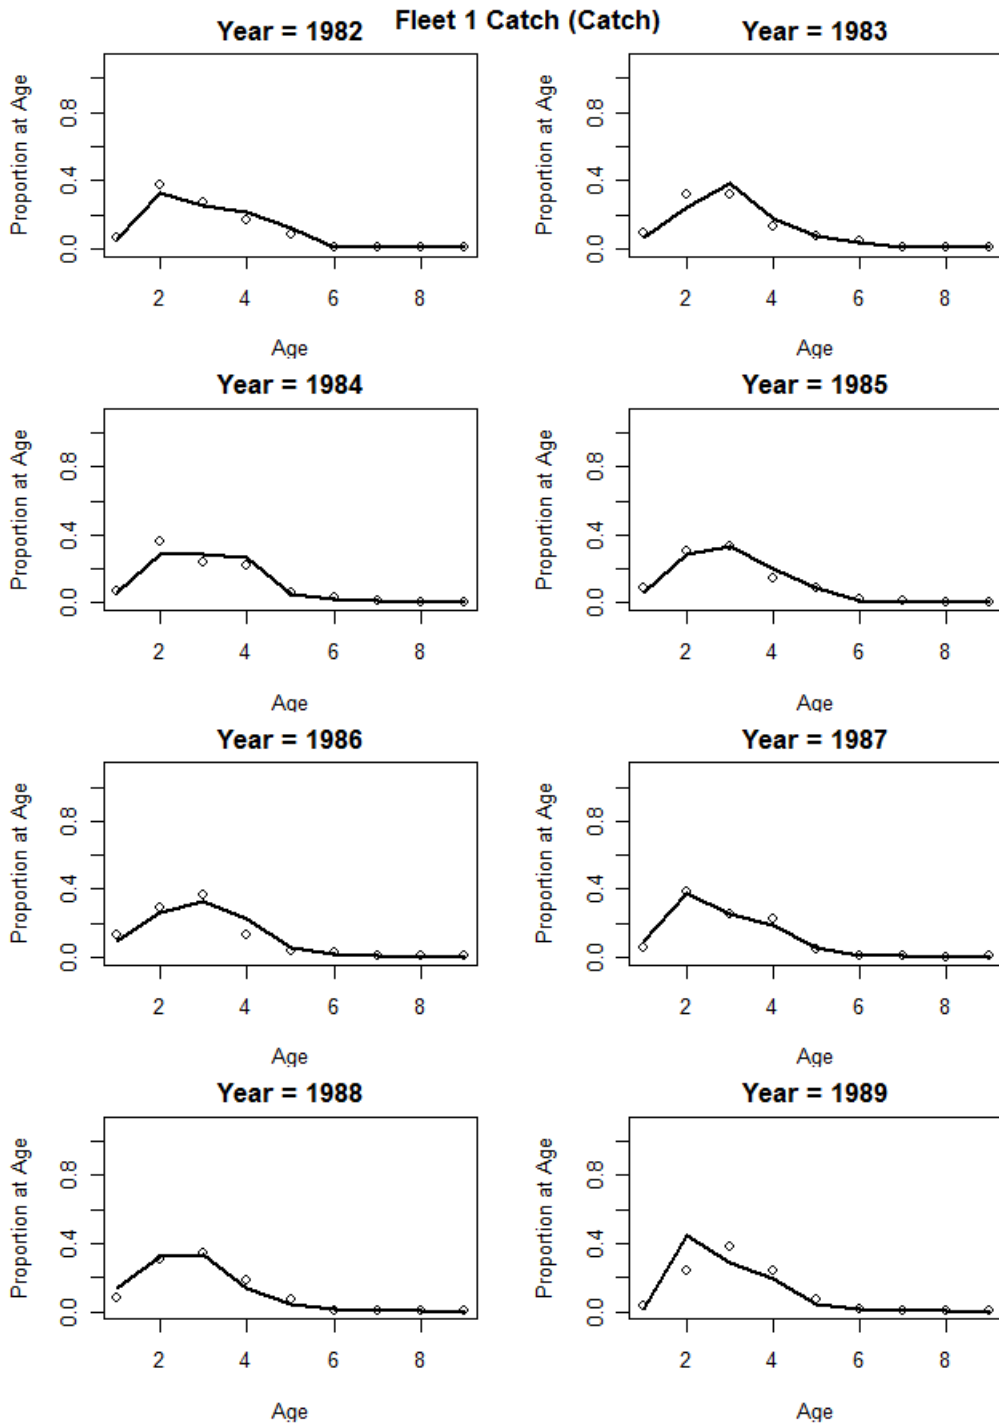 Fleet 1 Catch (Catch)
Year = 1982
Proportion at Age
0.0 0.4 0.8
2 4 6 8
Age
Year = 1983
Proportion at Age
0.0 0.4 0.8
2 4 6 8
Age
Year = 1984
Proportion at Age
0.0 0.4 0.8
2 4 6 8
Age
Year = 1985
Proportion at Age
0.0 0.4 0.8
2 4 6 8
Age
Year = 1986
Proportion at Age
0.0 0.4 0.8
2 4 6 8
Age
Year = 1987
Proportion at Age
0.0 0.4 0.8
2 4 6 8
Age
Year = 1988
Proportion at Age
0.0 0.4 0.8
2 4 6 8
Age
Year = 1989
Proportion at Age
0.0 0.4 0.8
2 4 6 8
Age